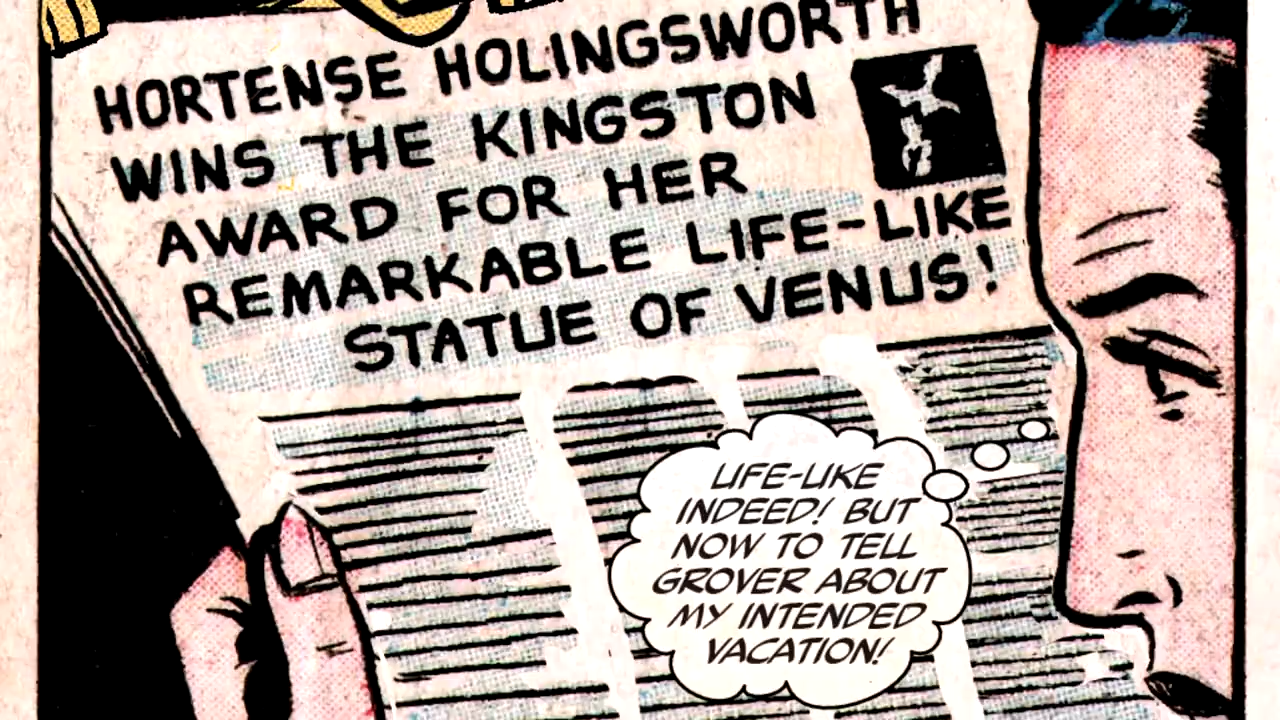 HORTENSE HOLINGSWORTH
WINS THE KINGSTON
AWARD FOR HER
REMARKABLE LIFE-LIKE
STATUE OF VENUS!
LIFE-LIKE
INDEED! BUT
NOW TO TELL
GROVER ABOUT
MY INTENDED
VACATION!